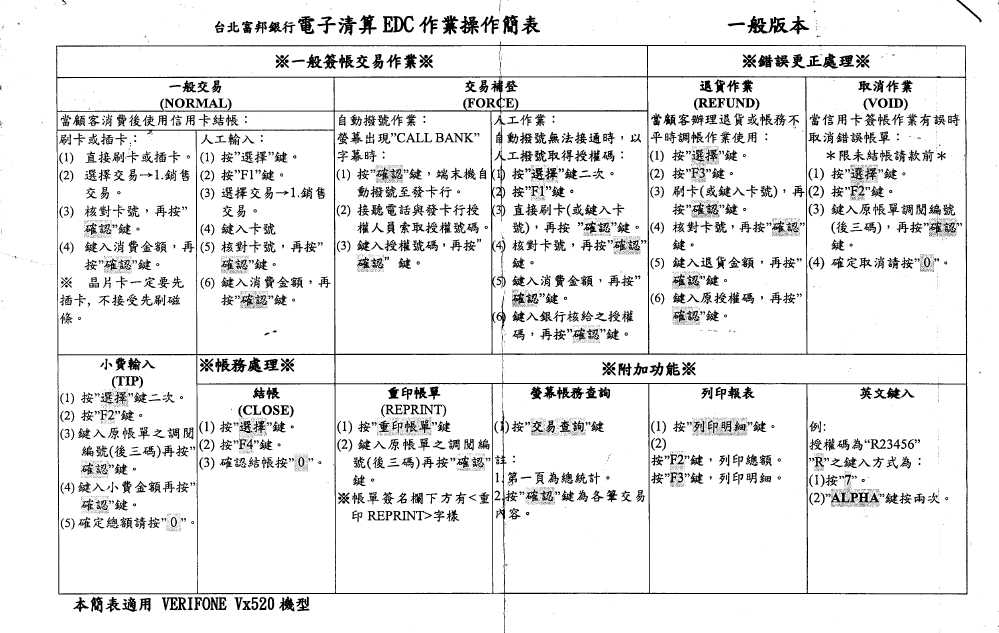 台北富邦銀行電子清算 EDC 作業操作簡表
一般版本
※一般簽帳交易作業※
※錯誤更正處理※
一般交易
(NORMAL)
當顧客消費後使用信用卡結帳：
刷卡或插卡：
(1) 直接刷卡或插卡。
(2) 選擇交易→1.銷售
交易。
(3) 核對卡號，再按"
確認"鍵。
(4) 鍵入消費金額，再
按"確認"鍵。
※ 晶片卡一定要先
插卡, 不接受先刷磁
條。
人工輸入：
(1) 按"選擇"鍵。
(2) 按"F1"鍵。
(3) 選擇交易→1.銷售
交易。
(4) 鍵入卡號
(5) 核對卡號，再按"
確認"鍵。
(6) 鍵入消費金額，再
按"確認"鍵。
交易補登
(FORCE)
自動撥號作業：
螢幕出現"CALL BANK"
字幕時：
(1) 按"確認"鍵，端末機自
動撥號至發卡行。
(2) 接聽電話與發卡行授
權人員索取授權號碼。
(3) 鍵入授權號碼，再按"
確認" 鍵。
人工作業：
自動撥號無法接通時，以
人工撥號取得授權碼：
(1) 按"選擇"鍵二次。
(2) 按"F1"鍵。
(3) 直接刷卡(或鍵入卡
號)，再按 "確認"鍵。
(4) 核對卡號，再按"確認"
鍵。
(5) 鍵入消費金額，再按"
確認"鍵。
(6) 鍵入銀行核給之授權
碼，再按"確認"鍵。
退貨作業
(REFUND)
當顧客辦理退貨或帳務不
平時調帳作業使用：
(1) 按"選擇"鍵。
(2) 按"F3"鍵。
(3) 刷卡(或鍵入卡號)，再
按"確認"鍵。
(4) 核對卡號，再按"確認"
鍵。
(5) 鍵入退貨金額，再按"
確認"鍵。
(6) 鍵入原授權碼，再按"
確認"鍵。
取消作業
(VOID)
當信用卡簽帳作業有誤時
取消錯誤帳單：
＊限未結帳請款前＊
(1) 按"選擇"鍵。
(2) 按"F2"鍵。
(3) 鍵入原帳單調閱編號
(後三碼)，再按"確認"
鍵。
(4) 確定取消請按"0"。
小費輸入
(TIP)
(1) 按"選擇"鍵二次。
(2) 按"F2"鍵。
(3)鍵入原帳單之調閱
編號(後三碼)再按"
確認"鍵。
(4)鍵入小費金額再按"
確認"鍵。
(5) 確定總額請按"0"。
※帳務處理※
結帳
(CLOSE)
(1) 按"選擇"鍵。
(2) 按"F4"鍵。
(3) 確認結帳按"0"。
※附加功能※
重印帳單
(REPRINT)
(1) 按"重印帳單"鍵
(2) 鍵入原帳單之調閱編
號(後三碼)再按"確認"
鍵。
※帳單簽名欄下方有<重
印 REPRINT>字樣
螢幕帳務查詢
(1)按"交易查詢"鍵
註：
1.第一頁為總統計。
2.按"確認"鍵為各筆交易
內容。
列印報表
(1) 按"列印明細"鍵。
(2)
按"F2"鍵，列印總額。
按"F3"鍵，列印明細。
英文鍵入
例:
授權碼為"R23456"
"R"之鍵入方式為：
(1)按"7"。
(2)"ALPHA"鍵按兩次。
本簡表適用 VERIFONE Vx520 機型